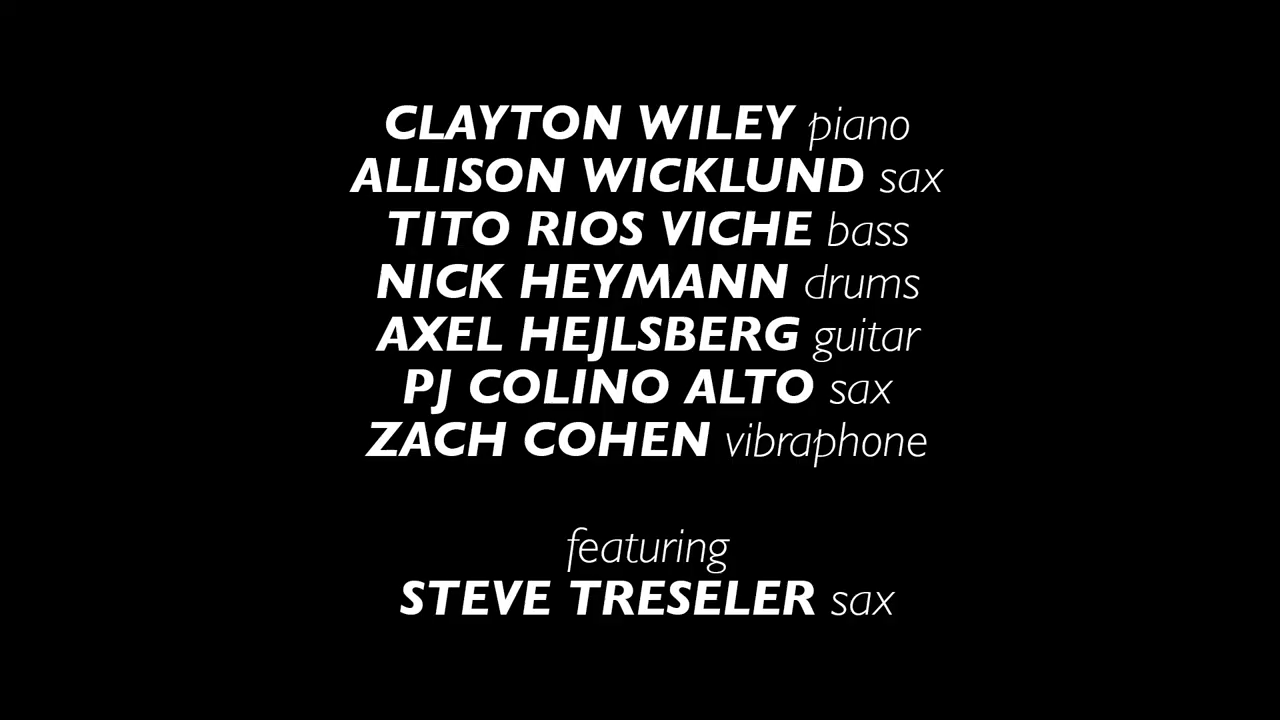 CLAYTON WILEY piano
ALLISON WICKLUND sax
TITO RIOS VICHE bass
NICK HEYMANN drums
AXEL HEJLSBERG guitar
PJ COLINO ALTO sax
ZACH COHEN vibraphone
featuring
STEVE TRESELER sax